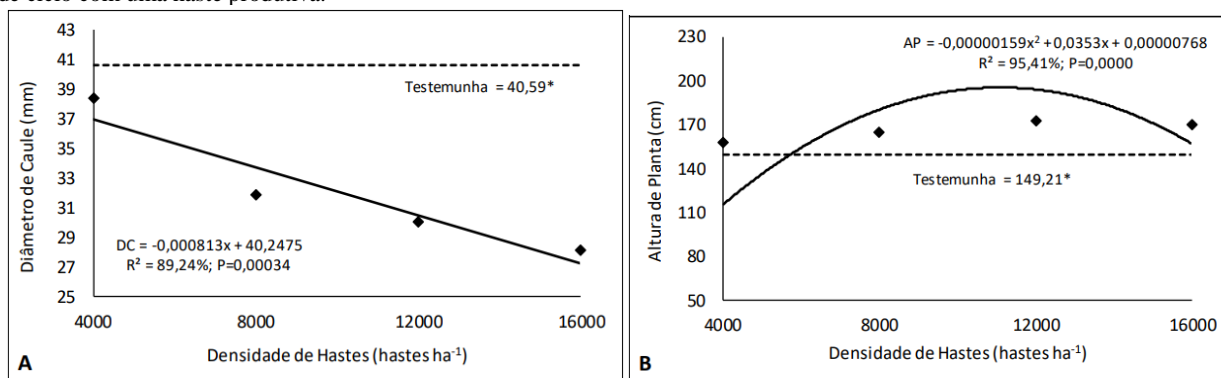 de ciclo com uma haste produtiva.
43
41
39
37
35
33
31
29
27
25
Diâmetro de Caule (mm)
Testemunha = 40,59*
DC = -0,000813x + 40,2475
R² = 89,24%; P=0,00034
4000 8000 12000 16000
Densidade de Hastes (hastes ha⁻¹)
A
230
200
170
140
110
80
50
Altura de Planta (cm)
AP = -0,00000159x² + 0,0353x + 0,00000768
R² = 95,41%; P=0,0000
Testemunha = 149,21*
4000 8000 12000 16000
Densidade de Hastes (hastes ha⁻¹)
B